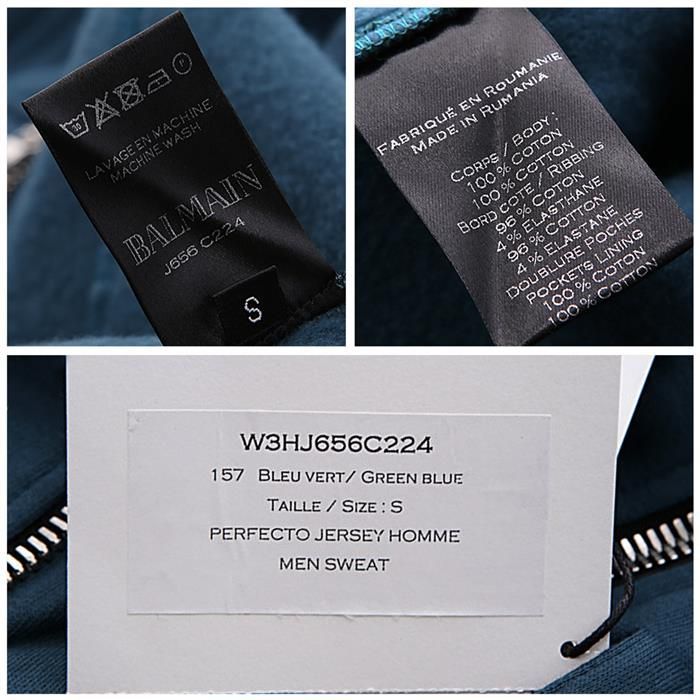 30
P
LAVAGE EN MACHINE
MACHINE WASH
BALMAIN
J656 C224
S
FABRIQUÉ EN ROUMANIE
MADE IN RUMANIA
CORPS / BODY :
100 % COTON
100 % COTTON
BORD COTE / RIBBING
96 % COTON
4 % ELASTHANE
96 % COTTON
4 % ELASTANE
DOUBLURE POCHES
POCKETS LINING
100 % COTON
100 % COTTON
W3HJ656C224
157 BLEU VERT/ GREEN BLUE
TAILLE / SIZE : S
PERFECTO JERSEY HOMME
MEN SWEAT